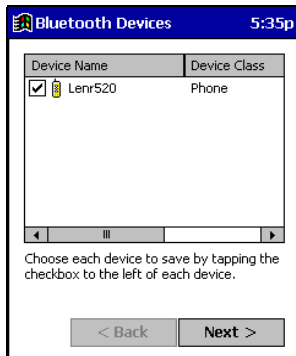 Bluetooth Devices 5:35p
Device Name Device Class
Lenr520 Phone
Choose each device to save by tapping the
checkbox to the left of each device.
< Back Next >